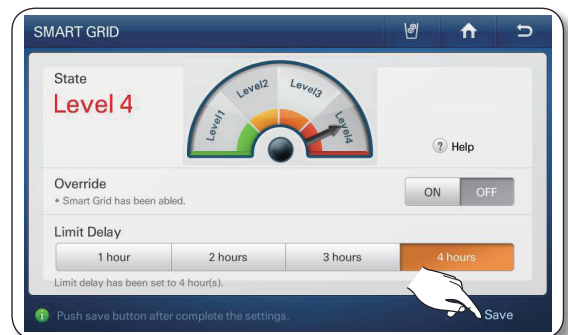 SMART GRID
State
Level 4
Level1
Level2
Level3
Level4
? Help
Override
• Smart Grid has been abled.
ON OFF
Limit Delay
1 hour 2 hours 3 hours 4 hours
Limit delay has been set to 4 hour(s).
Push save button after complete the settings.
Save